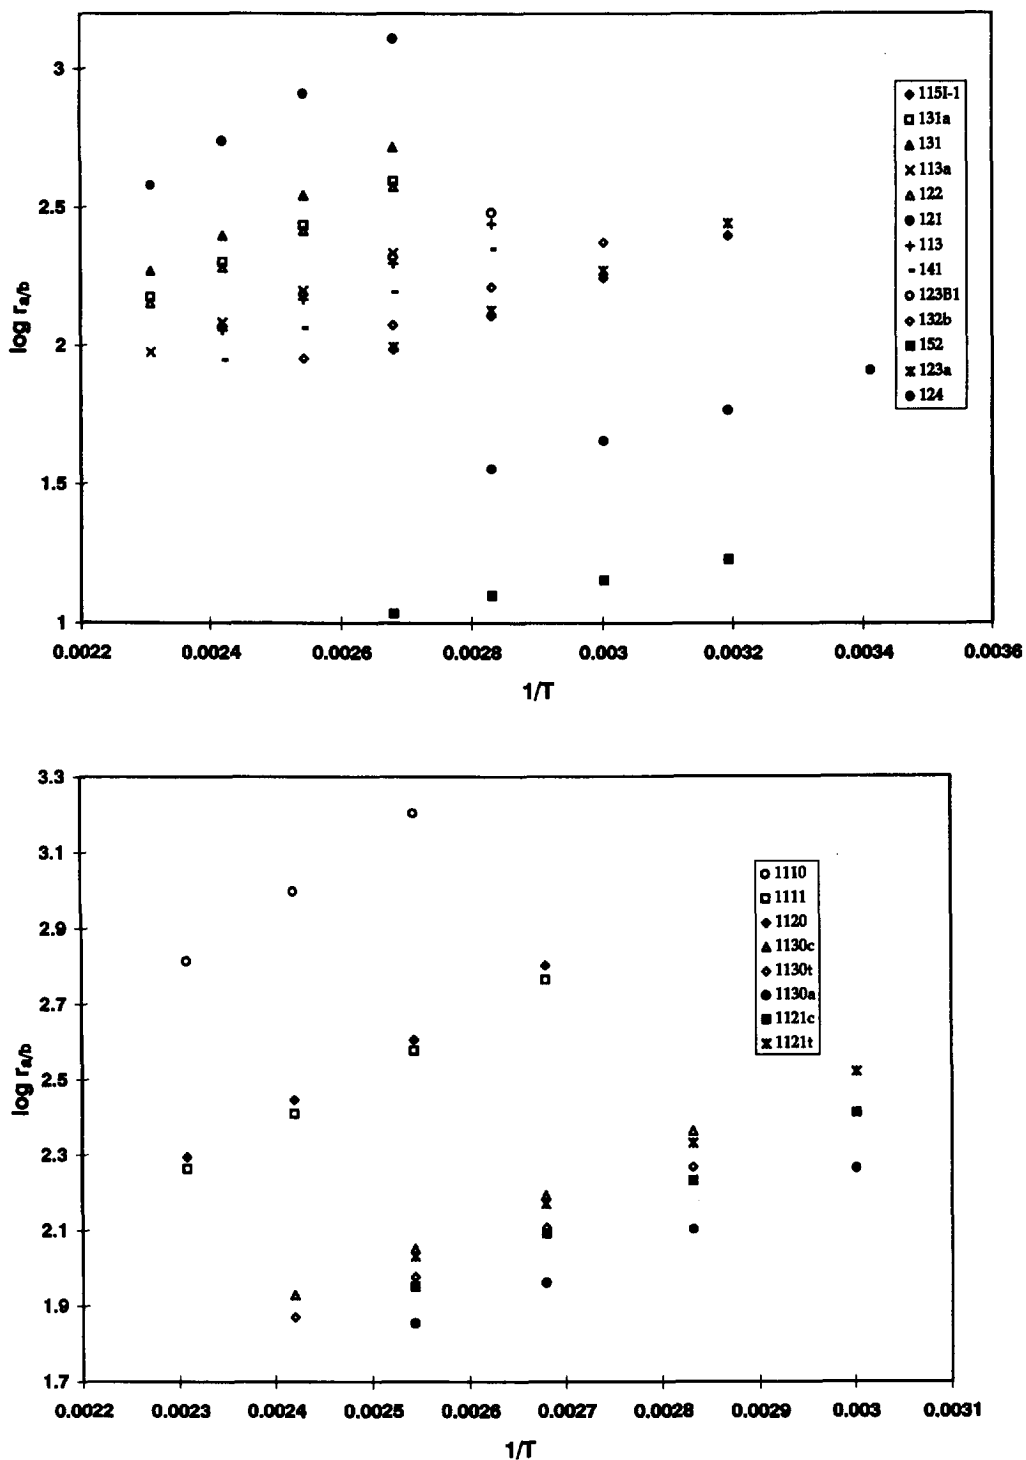 3
2.5
2
1.5
1
log ra/b
0.0022 0.0024 0.0026 0.0028 0.003 0.0032 0.0034 0.0036
1/T
115I-1
131a
131
113a
122
121
113
141
123B1
132b
152
123a
124
3.3
3.1
2.9
2.7
2.5
2.3
2.1
1.9
1.7
log ra/b
0.0022 0.0023 0.0024 0.0025 0.0026 0.0027 0.0028 0.0029 0.003 0.0031
1/T
1110
1111
1120
1130c
1130t
1130a
1121c
1121t